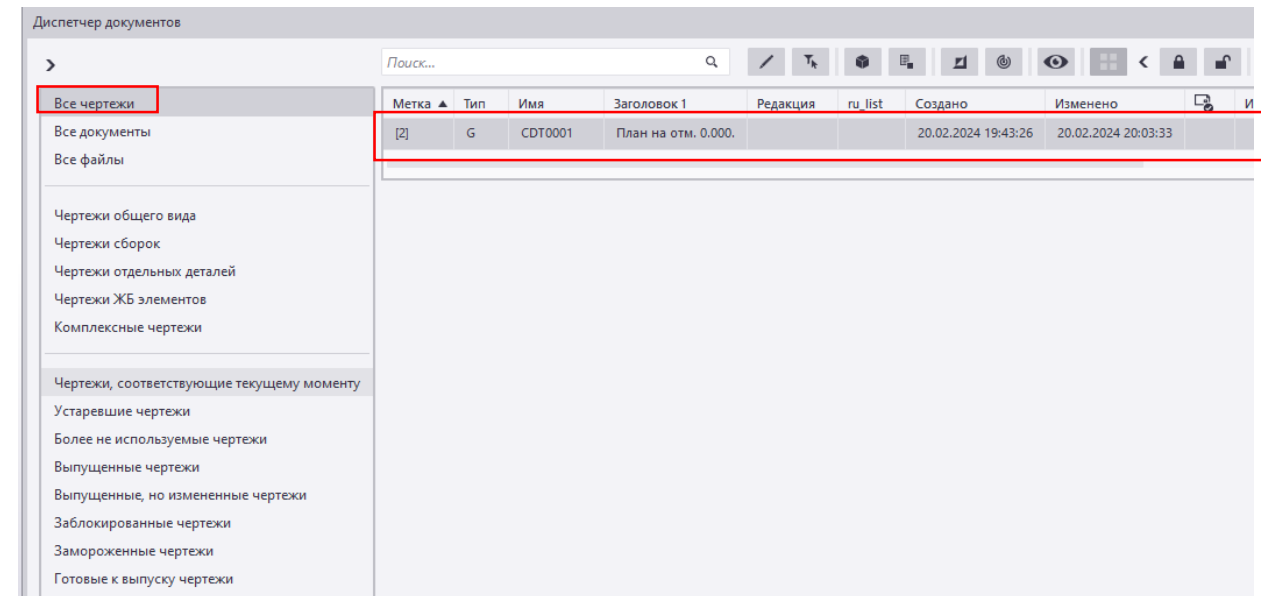 Диспетчер документов
Поиск...
Все чертежи
Все документы
Все файлы
Чертежи общего вида
Чертежи сборок
Чертежи отдельных деталей
Чертежи ЖБ элементов
Комплексные чертежи
Чертежи, соответствующие текущему моменту
Устаревшие чертежи
Более не используемые чертежи
Выпущенные чертежи
Выпущенные, но измененные чертежи
Заблокированные чертежи
Замороженные чертежи
Готовые к выпуску чертежи
Метка Тип Имя Заголовок 1 Редакция ru_list Создано Изменено И
[2] G CDT0001 План на отм. 0.000. 20.02.2024 19:43:26 20.02.2024 20:03:33